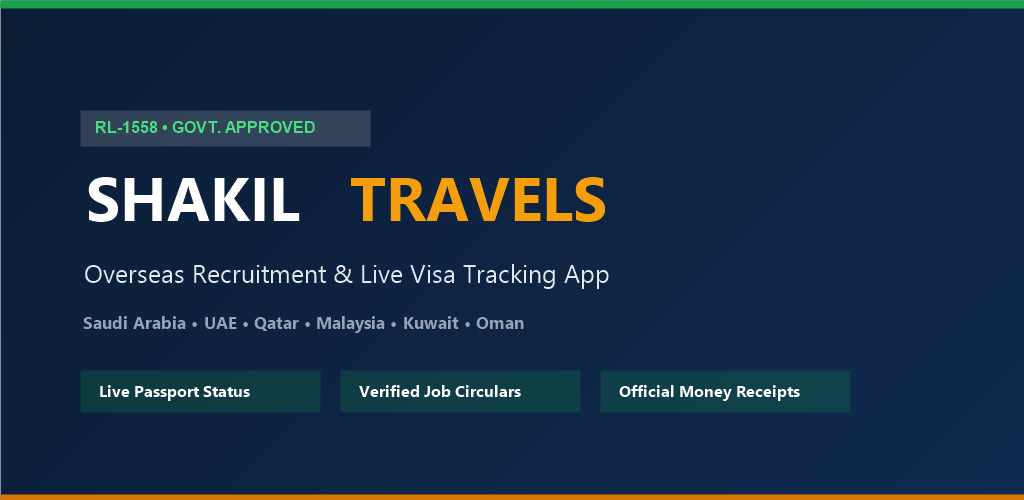 RL-1558 • GOVT. APPROVED
SHAKIL TRAVELS
Overseas Recruitment & Live Visa Tracking App
Saudi Arabia • UAE • Qatar • Malaysia • Kuwait • Oman
Live Passport Status
Verified Job Circulars
Official Money Receipts